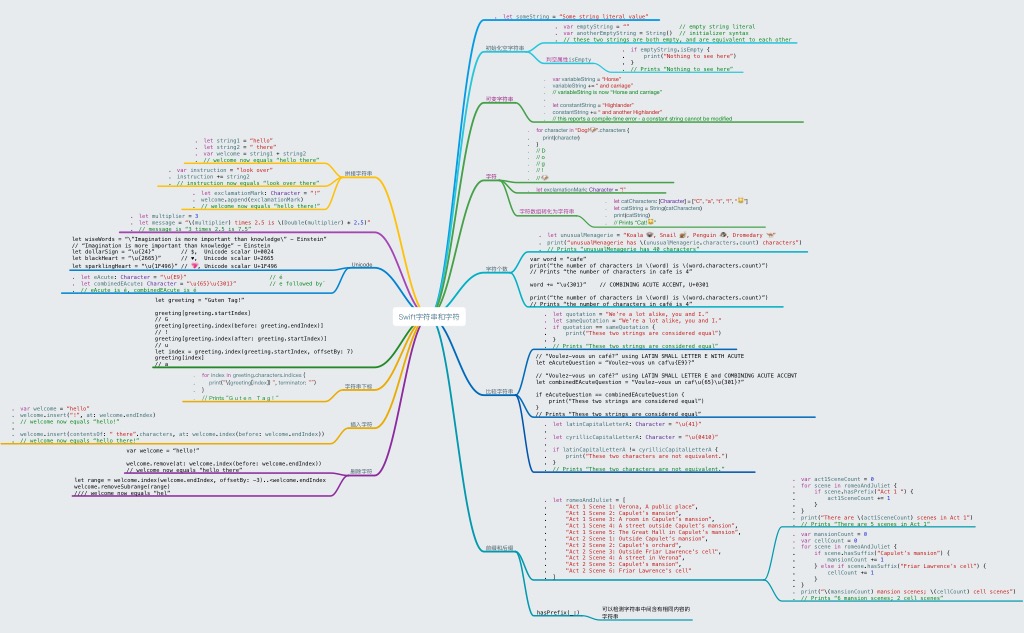 Swift字符串和字符
let someString = "Some string literal value"
初始化空字符串
var emptyString = "" // empty string literal
var anotherEmptyString = String() // initializer syntax
// these two strings are both empty, and are equivalent to each other
判空属性isEmpty
if emptyString.isEmpty {
print("Nothing to see here")
}
// Prints "Nothing to see here"
可变字符串
var variableString = "Horse"
variableString += " and carriage"
// variableString is now "Horse and carriage"
let constantString = "Highlander"
constantString += " and another Highlander"
// this reports a compile-time error - a constant string cannot be modified
字符
for character in "Dog!🐶".characters {
print(character)
}
// D
// o
// g
// !
// 🐶
let exclamationMark: Character = "!"
字符数组转化为字符串
let catCharacters: [Character] = ["C", "a", "t", "!", "🐱"]
let catString = String(catCharacters)
print(catString)
// Prints "Cat!🐱"
字符个数
let unusualMenagerie = "Koala 🐨, Snail 🐌, Penguin 🐧, Dromedary 🐪"
print("unusualMenagerie has \(unusualMenagerie.characters.count) characters")
// Prints "unusualMenagerie has 40 characters"
var word = "cafe"
print("the number of characters in \(word) is \(word.characters.count)")
// Prints "the number of characters in cafe is 4"
word += "\u{301}" // COMBINING ACUTE ACCENT, U+0301
print("the number of characters in \(word) is \(word.characters.count)")
// Prints "the number of characters in café is 4"
比较字符串
let quotation = "We're a lot alike, you and I."
let sameQuotation = "We're a lot alike, you and I."
if quotation == sameQuotation {
print("These two strings are considered equal")
}
// Prints "These two strings are considered equal"
// "Voulez-vous un café?" using LATIN SMALL LETTER E WITH ACUTE
let eAcuteQuestion = "Voulez-vous un caf\u{E9}?"
// "Voulez-vous un café?" using LATIN SMALL LETTER E and COMBINING ACUTE ACCENT
let combinedEAcuteQuestion = "Voulez-vous un caf\u{65}\u{301}?"
if eAcuteQuestion == combinedEAcuteQuestion {
print("These two strings are considered equal")
}
// Prints "These two strings are considered equal"
let latinCapitalLetterA: Character = "\u{41}"
let cyrillicCapitalLetterA: Character = "\u{0410}"
if latinCapitalLetterA != cyrillicCapitalLetterA {
print("These two characters are not equivalent.")
}
// Prints "These two characters are not equivalent."
前缀和后缀
let romeoAndJuliet = [
"Act 1 Scene 1: Verona, A public place",
"Act 1 Scene 2: Capulet's mansion",
"Act 1 Scene 3: A room in Capulet's mansion",
"Act 1 Scene 4: A street outside Capulet's mansion",
"Act 1 Scene 5: The Great Hall in Capulet's mansion",
"Act 2 Scene 1: Outside Capulet's mansion",
"Act 2 Scene 2: Capulet's orchard",
"Act 2 Scene 3: Outside Friar Lawrence's cell",
"Act 2 Scene 4: A street in Verona",
"Act 2 Scene 5: Capulet's mansion",
"Act 2 Scene 6: Friar Lawrence's cell"
]
var act1SceneCount = 0
for scene in romeoAndJuliet {
if scene.hasPrefix("Act 1 ") {
act1SceneCount += 1
}
}
print("There are \(act1SceneCount) scenes in Act 1")
// Prints "There are 5 scenes in Act 1"
var mansionCount = 0
var cellCount = 0
for scene in romeoAndJuliet {
if scene.hasSuffix("Capulet's mansion") {
mansionCount += 1
} else if scene.hasSuffix("Friar Lawrence's cell") {
cellCount += 1
}
}
print("\(mansionCount) mansion scenes; \(cellCount) cell scenes")
// Prints "6 mansion scenes; 2 cell scenes"
hasPrefix(_:)
可以检测字符串中间含有相同内容的
字符串
拼接字符串
let string1 = "hello"
let string2 = " there"
var welcome = string1 + string2
// welcome now equals "hello there"
var instruction = "look over"
instruction += string2
// instruction now equals "look over there"
let exclamationMark: Character = "!"
welcome.append(exclamationMark)
// welcome now equals "hello there!"
let multiplier = 3
let message = "\(multiplier) times 2.5 is \(Double(multiplier) * 2.5)"
// message is "3 times 2.5 is 7.5"
Unicode
let wiseWords = "\"Imagination is more important than knowledge\" – Einstein"
// "Imagination is more important than knowledge" – Einstein
let dollarSign = "\u{24}" // $, Unicode scalar U+0024
let blackHeart = "\u{2665}" // ♥, Unicode scalar U+2665
let sparklingHeart = "\u{1F496}" // 💖, Unicode scalar U+1F496
let eAcute: Character = "\u{E9}" // é
let combinedEAcute: Character = "\u{65}\u{301}" // e followed by
// eAcute is é, combinedEAcute is é
let greeting = "Guten Tag!"
greeting[greeting.startIndex]
// G
greeting[greeting.index(before: greeting.endIndex)]
// !
greeting[greeting.index(after: greeting.startIndex)]
// u
let index = greeting.index(greeting.startIndex, offsetBy: 7)
greeting[index]
// a
字符串下标
for index in greeting.characters.indices {
print("\(greeting[index]) ", terminator: "")
}
// Prints "G u t e n T a g ! "
插入字符
var welcome = "hello"
welcome.insert("!", at: welcome.endIndex)
// welcome now equals "hello!"
welcome.insert(contentsOf: " there".characters, at: welcome.index(before: welcome.endIndex))
// welcome now equals "hello there!"
删除字符
var welcome = "hello!"
welcome.remove(at: welcome.index(before: welcome.endIndex))
// welcome now equals "hello there"
let range = welcome.index(welcome.endIndex, offsetBy: -3)..<welcome.endIndex
welcome.removeSubrange(range)
//// welcome now equals "hel"